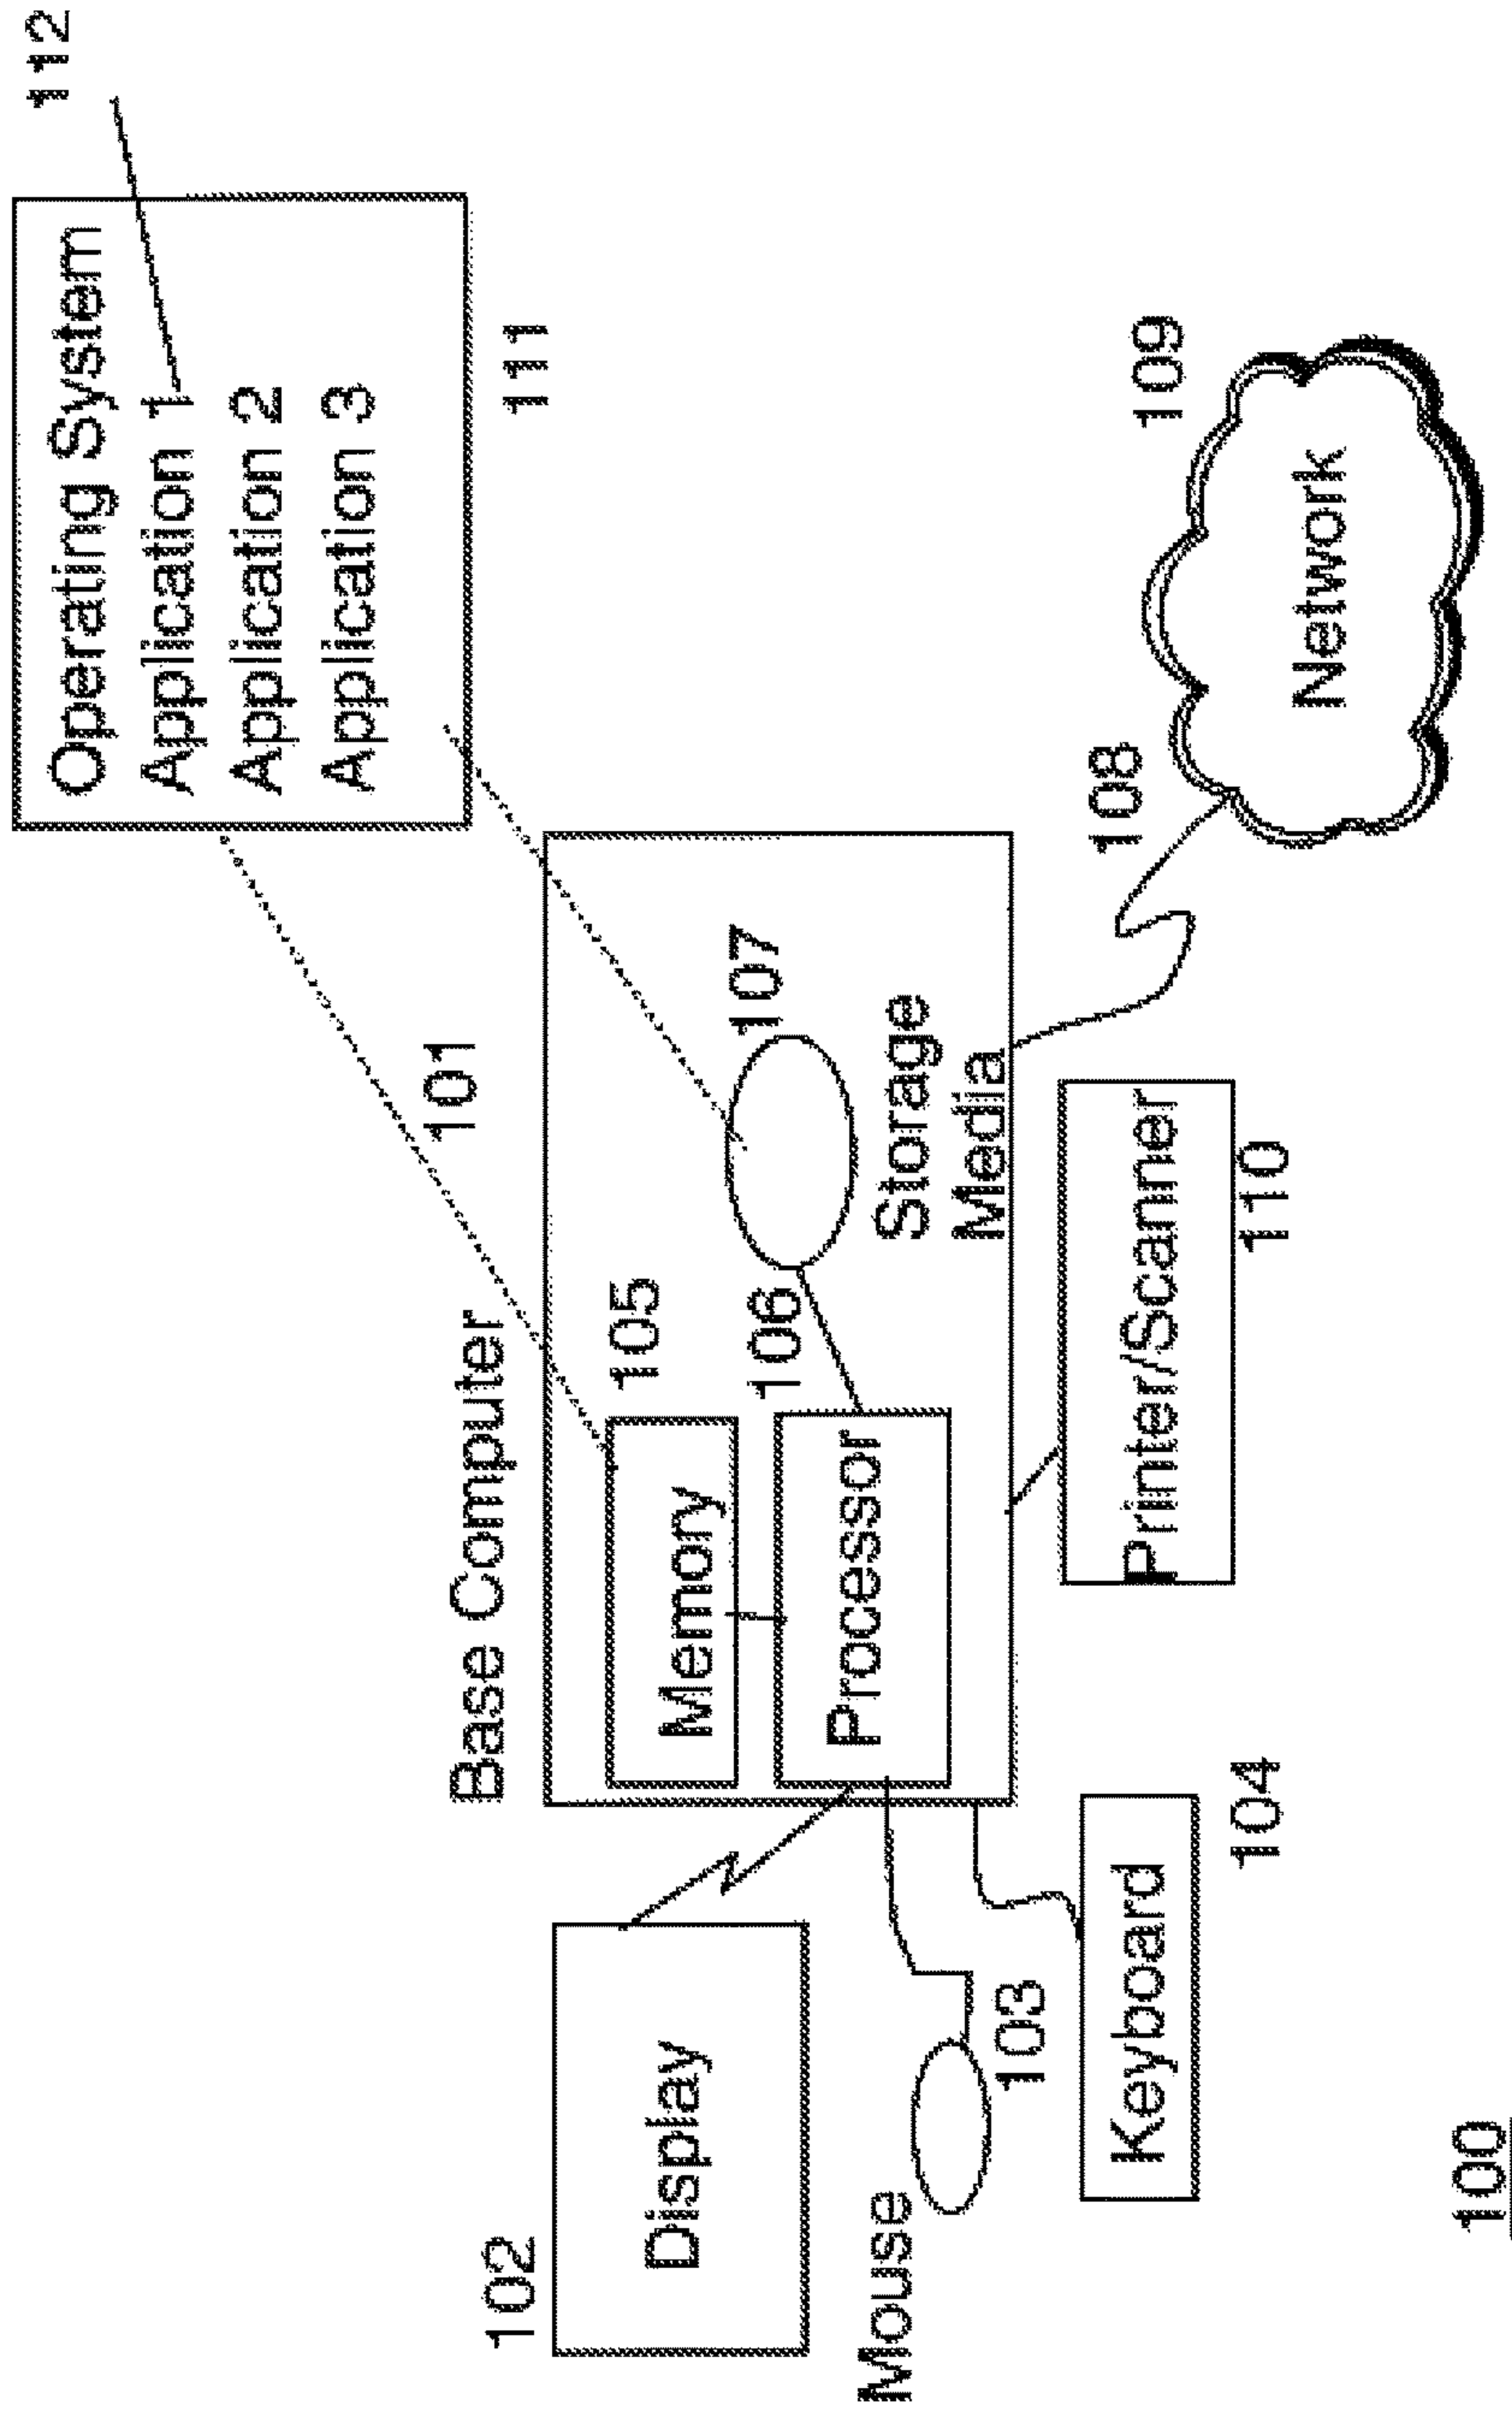 112
Operating System
Application 1
Application 2
Application 3
111
101
Base Computer
105
Memory
106
Processor
107
Storage
Media
102
Display
Mouse
103
Keyboard
104
Printer/Scanner
110
108
109
Network
100